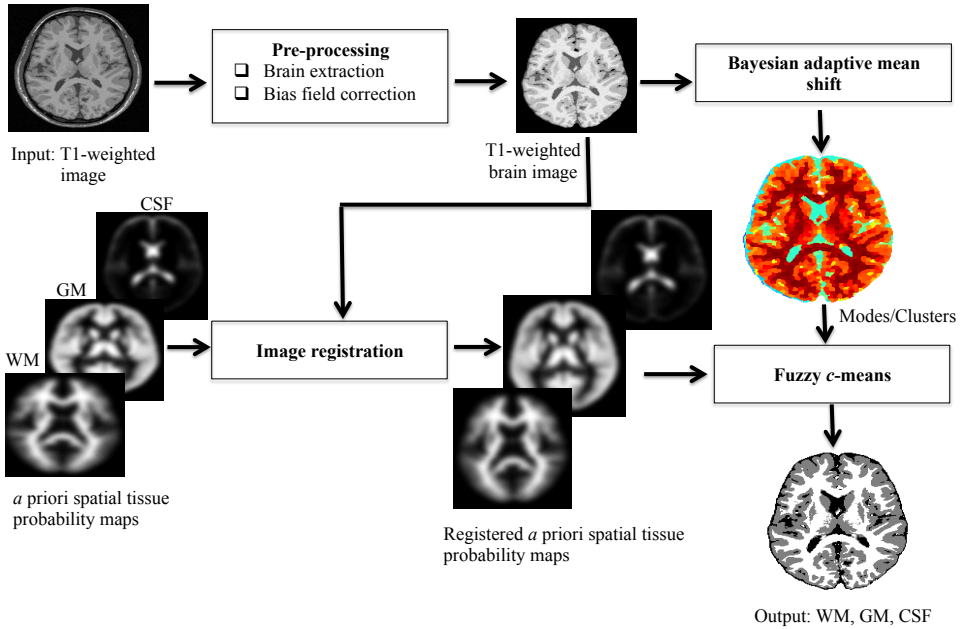 Pre-processing
❑ Brain extraction
❑ Bias field correction
Bayesian adaptive mean
shift
Input: T1-weighted
image
T1-weighted
brain image
CSF
GM
WM
Image registration
Modes/Clusters
Fuzzy c-means
a priori spatial tissue
probability maps
Registered a priori spatial tissue
probability maps
Output: WM, GM, CSF